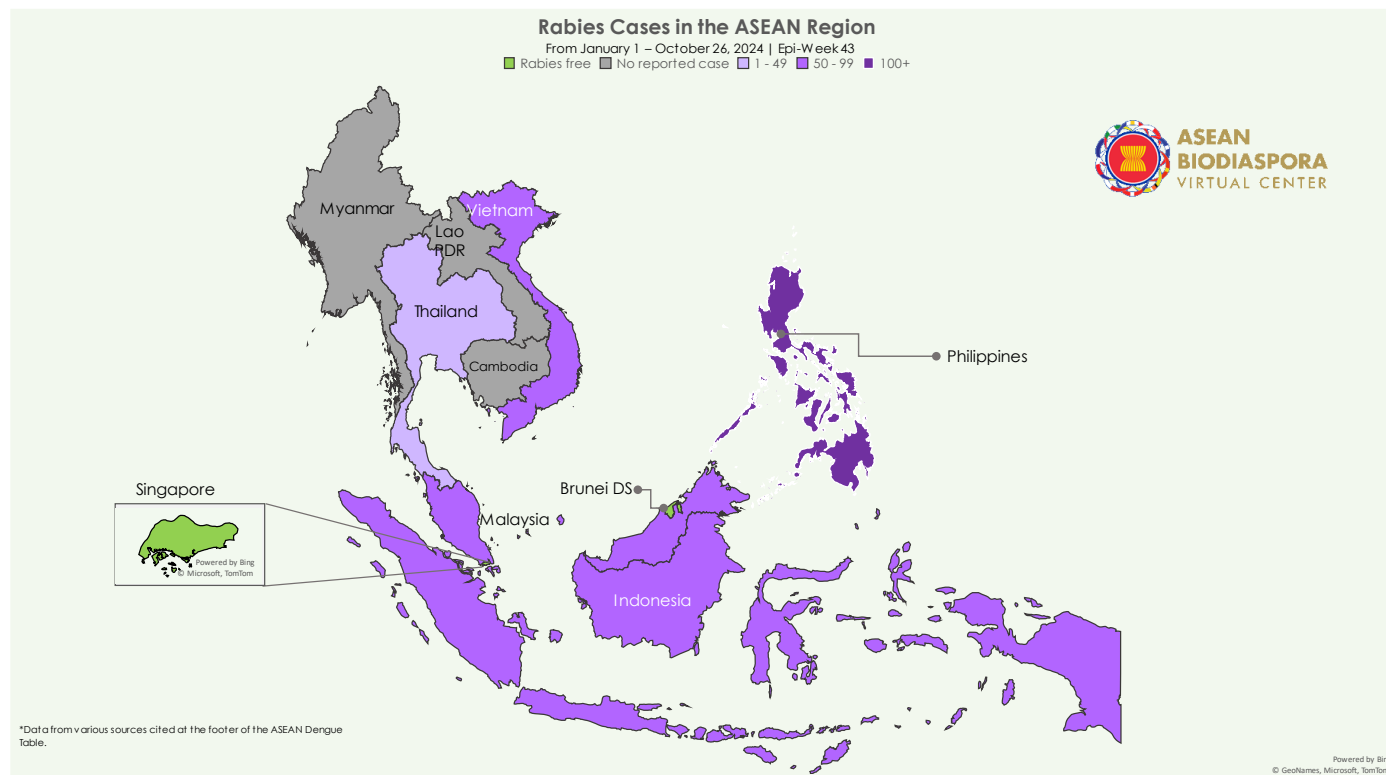 Rabies Cases in the ASEAN Region
From January 1 – October 26, 2024 | Epi-Week 43
Rabies free No reported case 1 - 49 50 - 99 100+
ASEAN
BIODIASPORA
VIRTUAL CENTER
Myanmar
Vietnam
Lao
PDR
Thailand
Cambodia
Philippines
Singapore
Brunei DS
Malaysia
Powered by Bing
© Microsoft, TomTom
Indonesia
*Data from various sources cited at the footer of the ASEAN Dengue
Table.
Powered by Bin
© GeoNames, Microsoft, TomTom